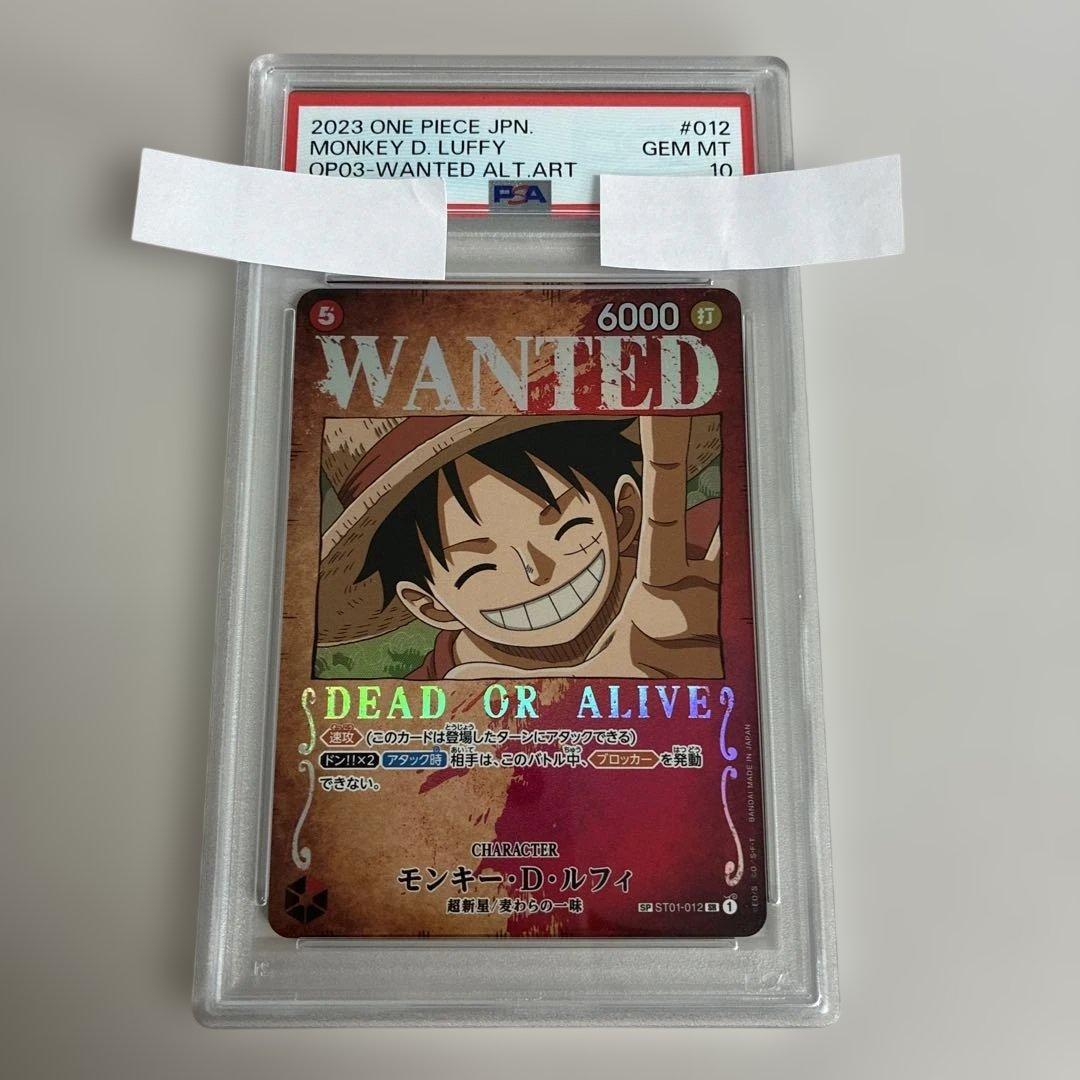 2023 ONE PIECE JPN. #012
MONKEY D. LUFFY GEM MT
OP03-WANTED ALT.ART 10
PSA
5 6000 打
WANTED
DEAD OR ALIVE
速攻 (このカードは登場したターンにアタックできる)
ドン!!×2 アタック時 相手は、このバトル中、ブロッカーを発動
できない。
CHARACTER
モンキー・D・ルフィ
超新星/麦わらの一味
SP ST01-012 SR 1
BANDAI MADE IN JAPAN